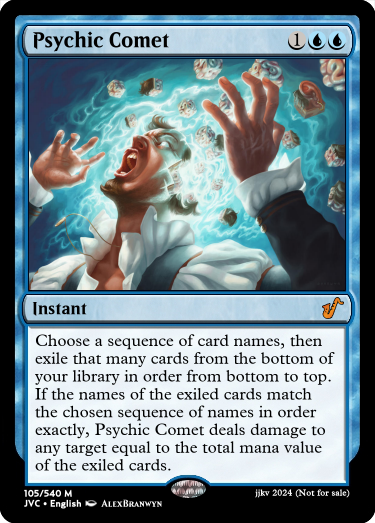 Psychic Comet 1
Instant
Choose a sequence of card names, then
exile that many cards from the bottom of
your library in order from bottom to top.
If the names of the exiled cards match
the chosen sequence of names in order
exactly, Psychic Comet deals damage to
any target equal to the total mana value
of the exiled cards.
105/540 M jjkv 2024 (Not for sale)
JVC • English AlexBranwyn